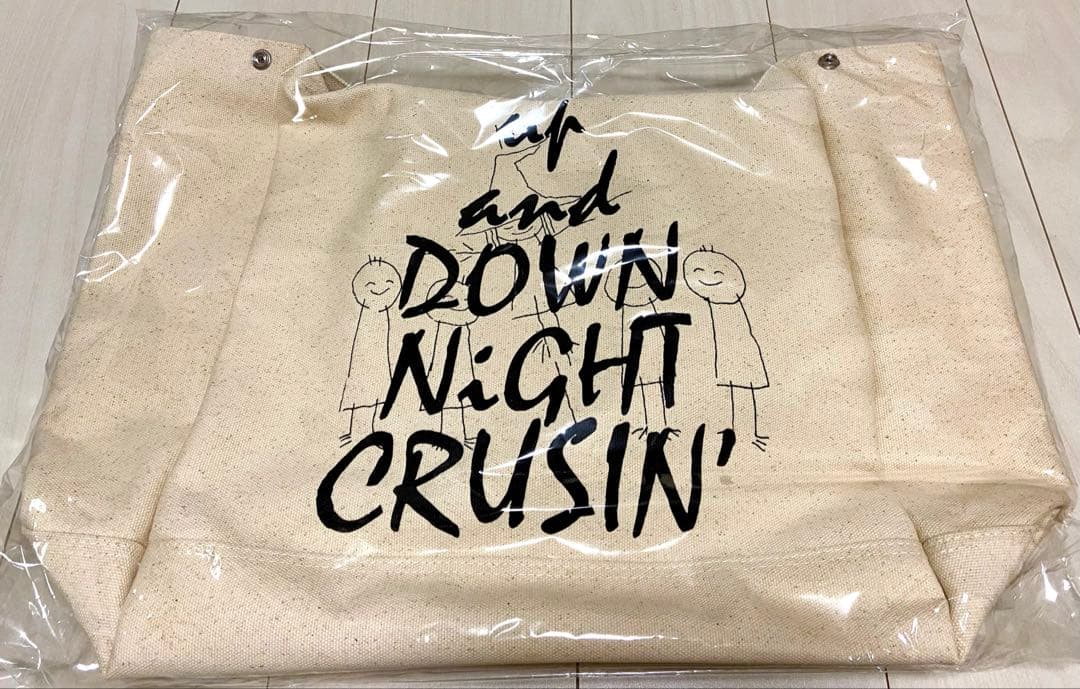 up
and
DOWN
NiGHT
CRUSIN'